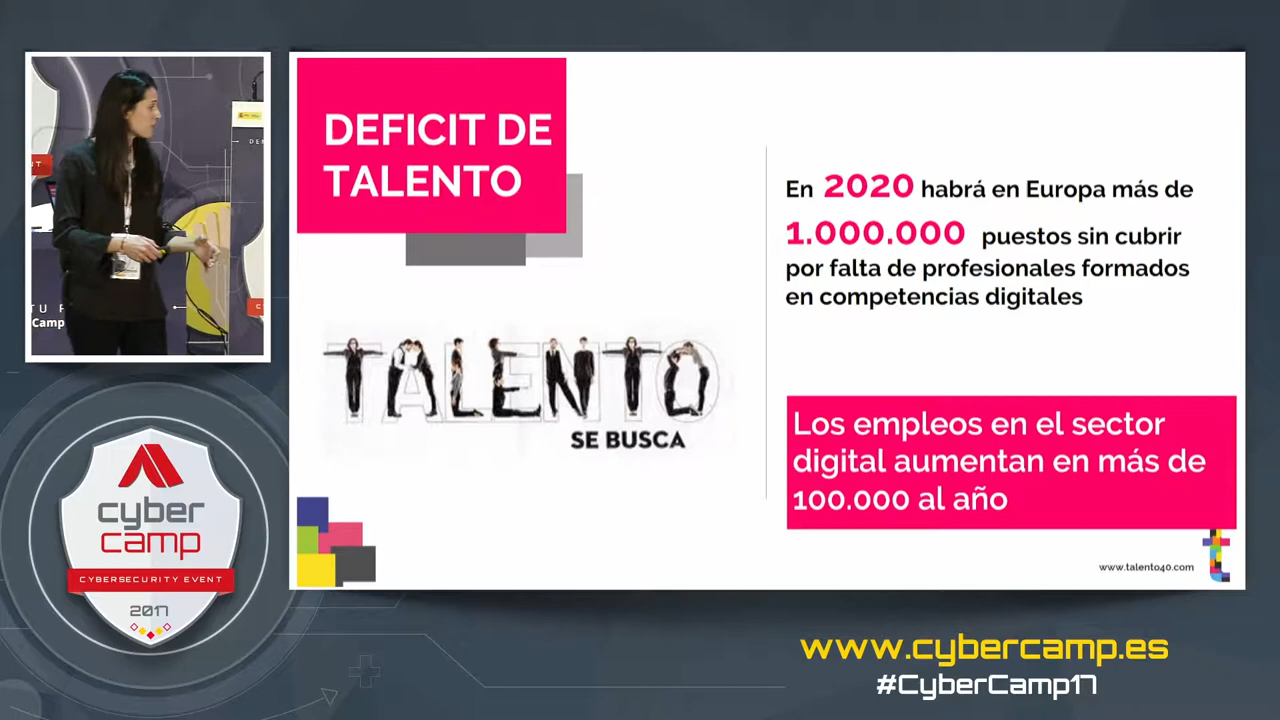 DEFICIT DE
TALENTO
En 2020 habrá en Europa más de
1.000.000 puestos sin cubrir
por falta de profesionales formados
en competencias digitales
TALENTO
SE BUSCA
Los empleos en el sector
digital aumentan en más de
100.000 al año
www.talento40.com
t
Camp
cyber
camp
CYBERSECURITY EVENT
2017
www.cybercamp.es
#CyberCamp17